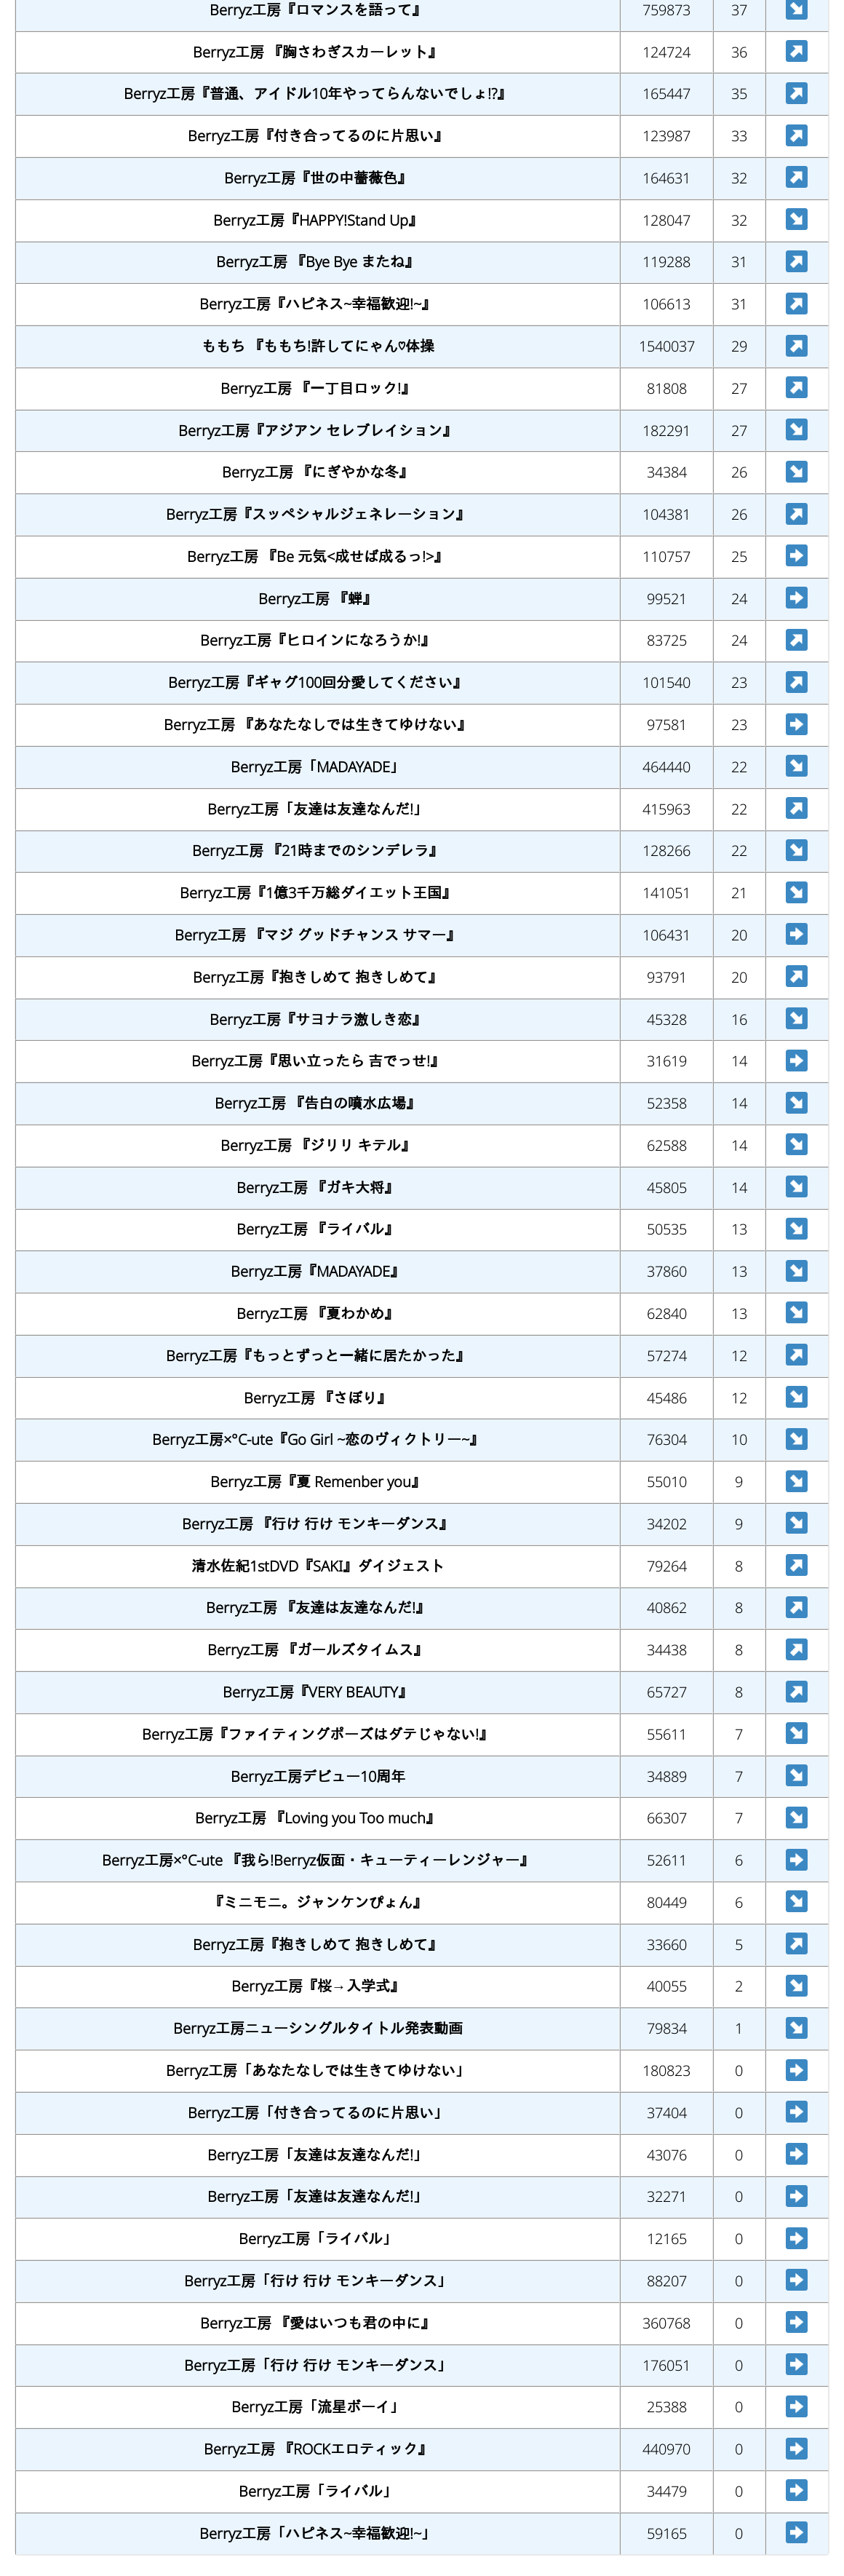 Berryz工房『ロマンスを語って』 759873 37 ↘
Berryz工房 『胸さわぎスカーレット』 124724 36 ↗
Berryz工房『普通、アイドル10年やってらんないでしょ!?』 165447 35 ↗
Berryz工房『付き合ってるのに片思い』 123987 33 ↗
Berryz工房『世の中薔薇色』 164631 32 ↗
Berryz工房『HAPPY!Stand Up』 128047 32 ↘
Berryz工房 『Bye Bye またね』 119288 31 ↗
Berryz工房『ハピネス~幸福歓迎!~』 106613 31 ↗
ももち 『ももち!許してにゃん♡体操 1540037 29 ↗
Berryz工房 『一丁目ロック!』 81808 27 ↗
Berryz工房『アジアン セレブレイション』 182291 27 ↘
Berryz工房 『にぎやかな冬』 34384 26 ↘
Berryz工房『スッペシャルジェネレ〜ション』 104381 26 ↗
Berryz工房 『Be 元気<成せば成るっ!>』 110757 25 ➡
Berryz工房 『蝉』 99521 24 ➡
Berryz工房『ヒロインになろうか!』 83725 24 ↗
Berryz工房『ギャグ100回分愛してください』 101540 23 ↗
Berryz工房 『あなたなしでは生きてゆけない』 97581 23 ➡
Berryz工房「MADAYADE」 464440 22 ↘
Berryz工房「友達は友達なんだ!」 415963 22 ↗
Berryz工房 『21時までのシンデレラ』 128266 22 ↘
Berryz工房『1億3千万総ダイエット王国』 141051 21 ↘
Berryz工房 『マジ グッドチャンス サマー』 106431 20 ➡
Berryz工房『抱きしめて 抱きしめて』 93791 20 ↗
Berryz工房『サヨナラ激しき恋』 45328 16 ↘
Berryz工房『思い立ったら 吉でっせ!』 31619 14 ➡
Berryz工房 『告白の噴水広場』 52358 14 ↘
Berryz工房 『ジリリ キテル』 62588 14 ↘
Berryz工房 『ガキ大将』 45805 14 ↘
Berryz工房 『ライバル』 50535 13 ↘
Berryz工房『MADAYADE』 37860 13 ↘
Berryz工房 『夏わかめ』 62840 13 ↘
Berryz工房『もっとずっと一緒に居たかった』 57274 12 ↗
Berryz工房 『さぼり』 45486 12 ↘
Berryz工房×℃-ute『Go Girl ~恋のヴィクトリー~』 76304 10 ↘
Berryz工房『夏 Remenber you』 55010 9 ↘
Berryz工房 『行け 行け モンキーダンス』 34202 9 ↘
清水佐紀1stDVD『SAKI』ダイジェスト 79264 8 ↗
Berryz工房 『友達は友達なんだ!』 40862 8 ↗
Berryz工房 『ガールズタイムス』 34438 8 ↗
Berryz工房『VERY BEAUTY』 65727 8 ↗
Berryz工房『ファイティングポーズはダテじゃない!』 55611 7 ↘
Berryz工房デビュー10周年 34889 7 ↘
Berryz工房 『Loving you Too much』 66307 7 ↘
Berryz工房×℃-ute 『我ら!Berryz仮面・キューティーレンジャー』 52611 6 ➡
『ミニモニ。ジャンケンぴょん』 80449 6 ↘
Berryz工房『抱きしめて 抱きしめて』 33660 5 ↗
Berryz工房『桜→入学式』 40055 2 ↘
Berryz工房ニューシングルタイトル発表動画 79834 1 ↘
Berryz工房「あなたなしでは生きてゆけない」 180823 0 ➡
Berryz工房「付き合ってるのに片思い」 37404 0 ➡
Berryz工房「友達は友達なんだ!」 43076 0 ➡
Berryz工房「友達は友達なんだ!」 32271 0 ➡
Berryz工房「ライバル」 12165 0 ➡
Berryz工房「行け 行け モンキーダンス」 88207 0 ➡
Berryz工房 『愛はいつも君の中に』 360768 0 ➡
Berryz工房「行け 行け モンキーダンス」 176051 0 ➡
Berryz工房「流星ボーイ」 25388 0 ➡
Berryz工房 『ROCKエロティック』 440970 0 ➡
Berryz工房「ライバル」 34479 0 ➡
Berryz工房「ハピネス~幸福歓迎!~」 59165 0 ➡